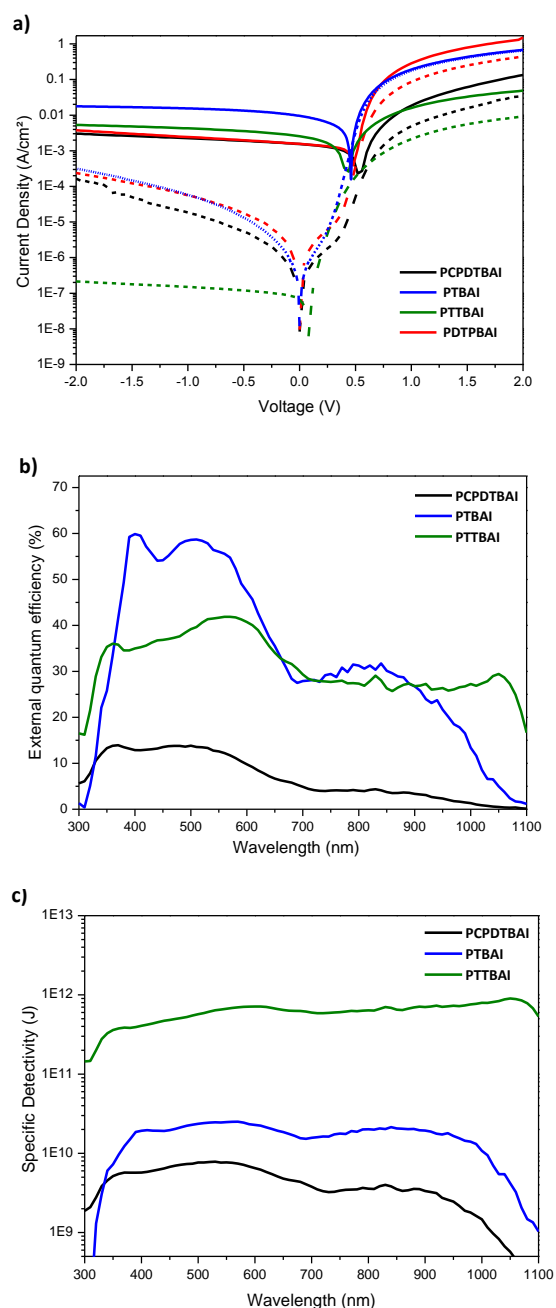 a)
Current Density (A/cm²)
1
0.1
0.01
1E-3
1E-4
1E-5
1E-6
1E-7
1E-8
1E-9
PCPDTBAI
PTBAI
PTTBAI
PDTPBAI
-2.0 -1.5 -1.0 -0.5 0.0 0.5 1.0 1.5 2.0
Voltage (V)
b)
External quantum efficiency (%)
70
60
50
40
30
20
10
0
PCPDTBAI
PTBAI
PTTBAI
300 400 500 600 700 800 900 1000 1100
Wavelength (nm)
c)
Specific Detectivity (J)
1E13
1E12
1E11
1E10
1E9
PCPDTBAI
PTBAI
PTTBAI
300 400 500 600 700 800 900 1000 1100
Wavelength (nm)